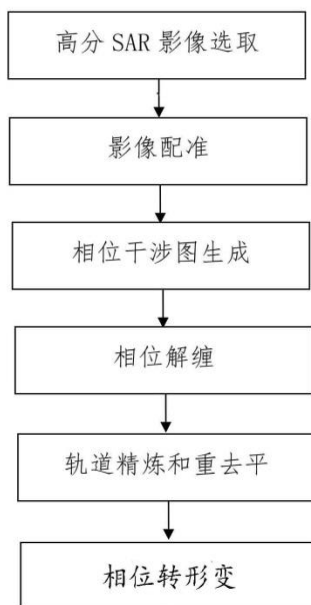 高分 SAR 影像选取
影像配准
相位干涉图生成
相位解缠
轨道精炼和重去平
相位转形变